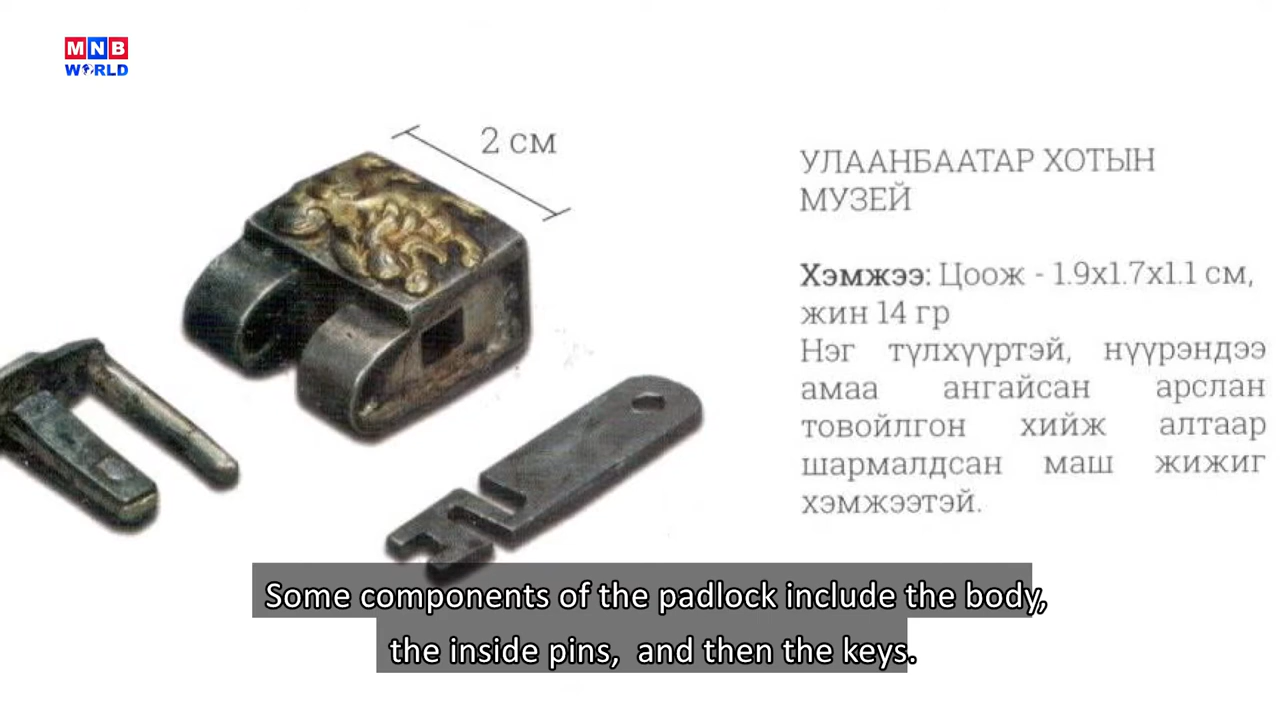 MNB
WORLD
2 см
УЛААНБААТАР ХОТЫН
МУЗЕЙ
Хэмжээ: Цоож - 1.9x1.7x1.1 см,
жин 14 гр
Нэг түлхүүртэй, нүүрэндээ
амаа ангайсан арслан
товойлгон хийж алтаар
шармалдсан маш жижиг
хэмжээтэй.
Some components of the padlock include the body,
the inside pins, and then the keys.